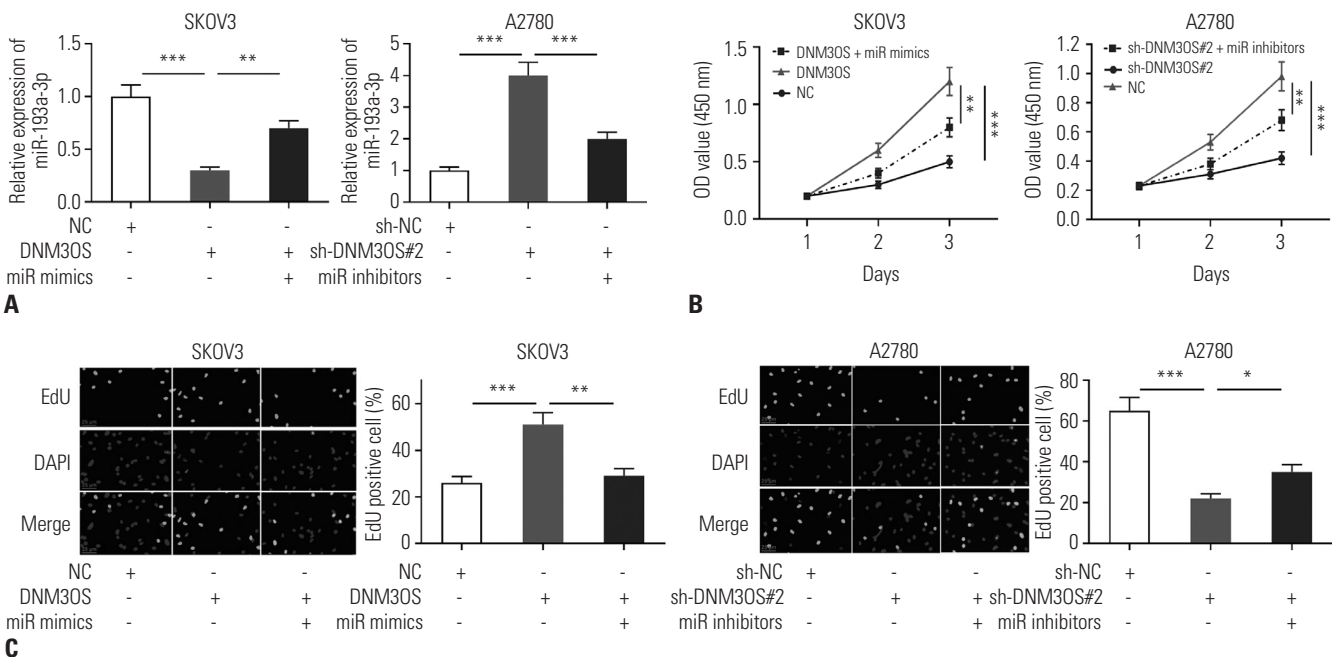 SKOV3
Relative expression of
miR-193a-3p
1.5
1.0
0.5
0.0
***
**
NC + - -
DNM3OS - + +
miR mimics - - +
A2780
Relative expression of
miR-193a-3p
5
4
3
2
1
0
***
***
sh-NC + - -
sh-DNM3OS#2 - + +
miR inhibitors - - +
A
SKOV3
OD value (450 nm)
1.5
1.0
0.5
0.0
DNM3OS + miR mimics
DNM3OS
NC
**
***
1 2 3
Days
A2780
OD value (450 nm)
1.2
1.0
0.8
0.6
0.4
0.2
0.0
sh-DNM3OS#2 + miR inhibitors
sh-DNM3OS#2
NC
**
***
1 2 3
Days
B
SKOV3
EdU
DAPI
Merge
NC + - -
DNM3OS - + +
miR mimics - - +
SKOV3
EdU positive cell (%)
60
40
20
0
***
**
NC + - -
DNM3OS - + +
miR mimics - - +
A2780
EdU
DAPI
Merge
sh-NC + - -
sh-DNM3OS#2 - + +
miR inhibitors - - +
A2780
EdU positive cell (%)
80
60
40
20
0
***
*
sh-NC + - -
sh-DNM3OS#2 - + +
miR inhibitors - - +
C